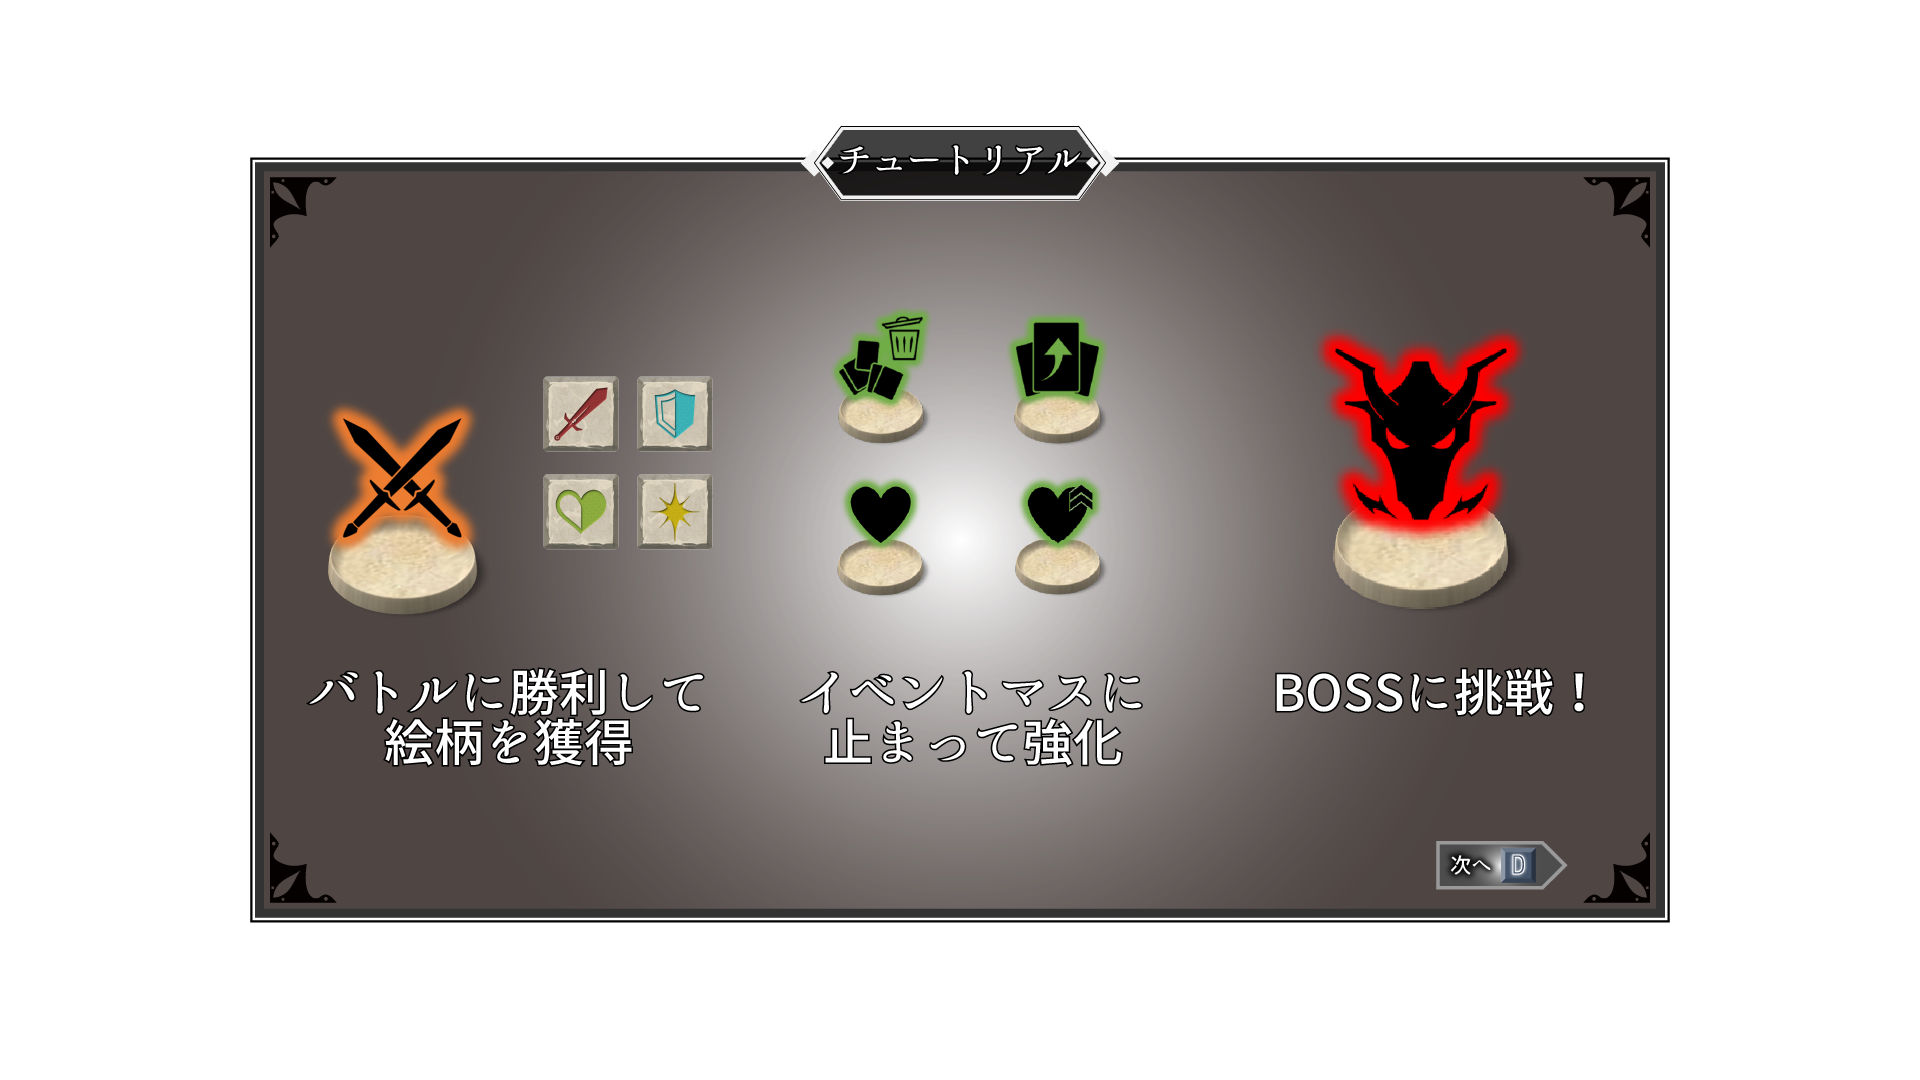 チュートリアル
バトルに勝利して
絵柄を獲得
イベントマスに
止まって強化
BOSSに挑戦！
次へ D